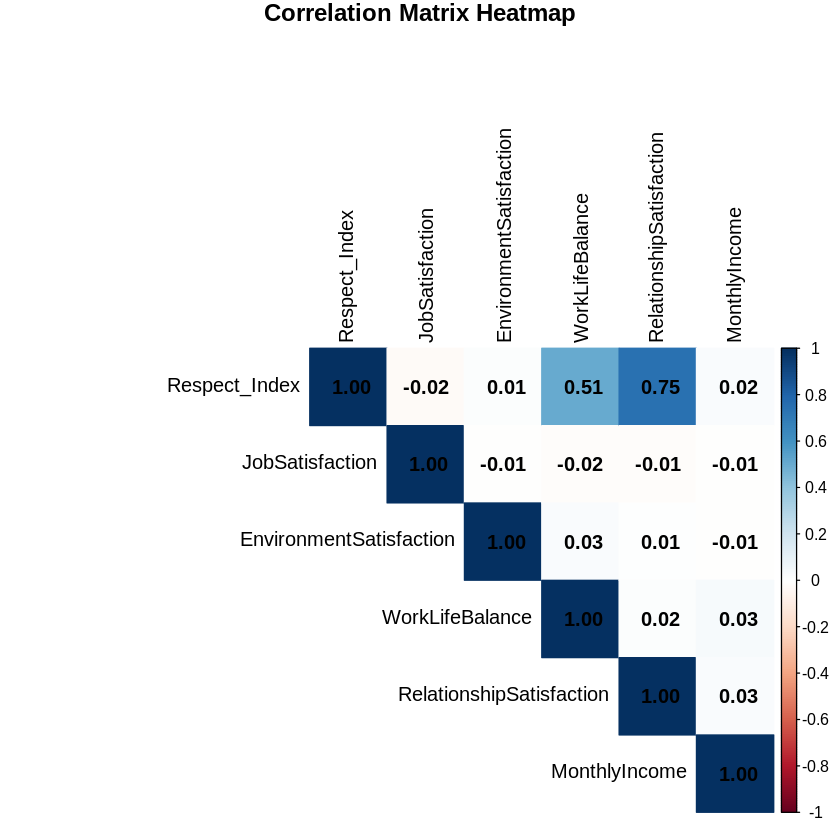 Correlation Matrix Heatmap
Respect_Index
JobSatisfaction
EnvironmentSatisfaction
WorkLifeBalance
RelationshipSatisfaction
MonthlyIncome
Respect_Index 1.00 -0.02 0.01 0.51 0.75 0.02
JobSatisfaction 1.00 -0.01 -0.02 -0.01 -0.01
EnvironmentSatisfaction 1.00 0.03 0.01 -0.01
WorkLifeBalance 1.00 0.02 0.03
RelationshipSatisfaction 1.00 0.03
MonthlyIncome 1.00
1
0.8
0.6
0.4
0.2
0
-0.2
-0.4
-0.6
-0.8
-1